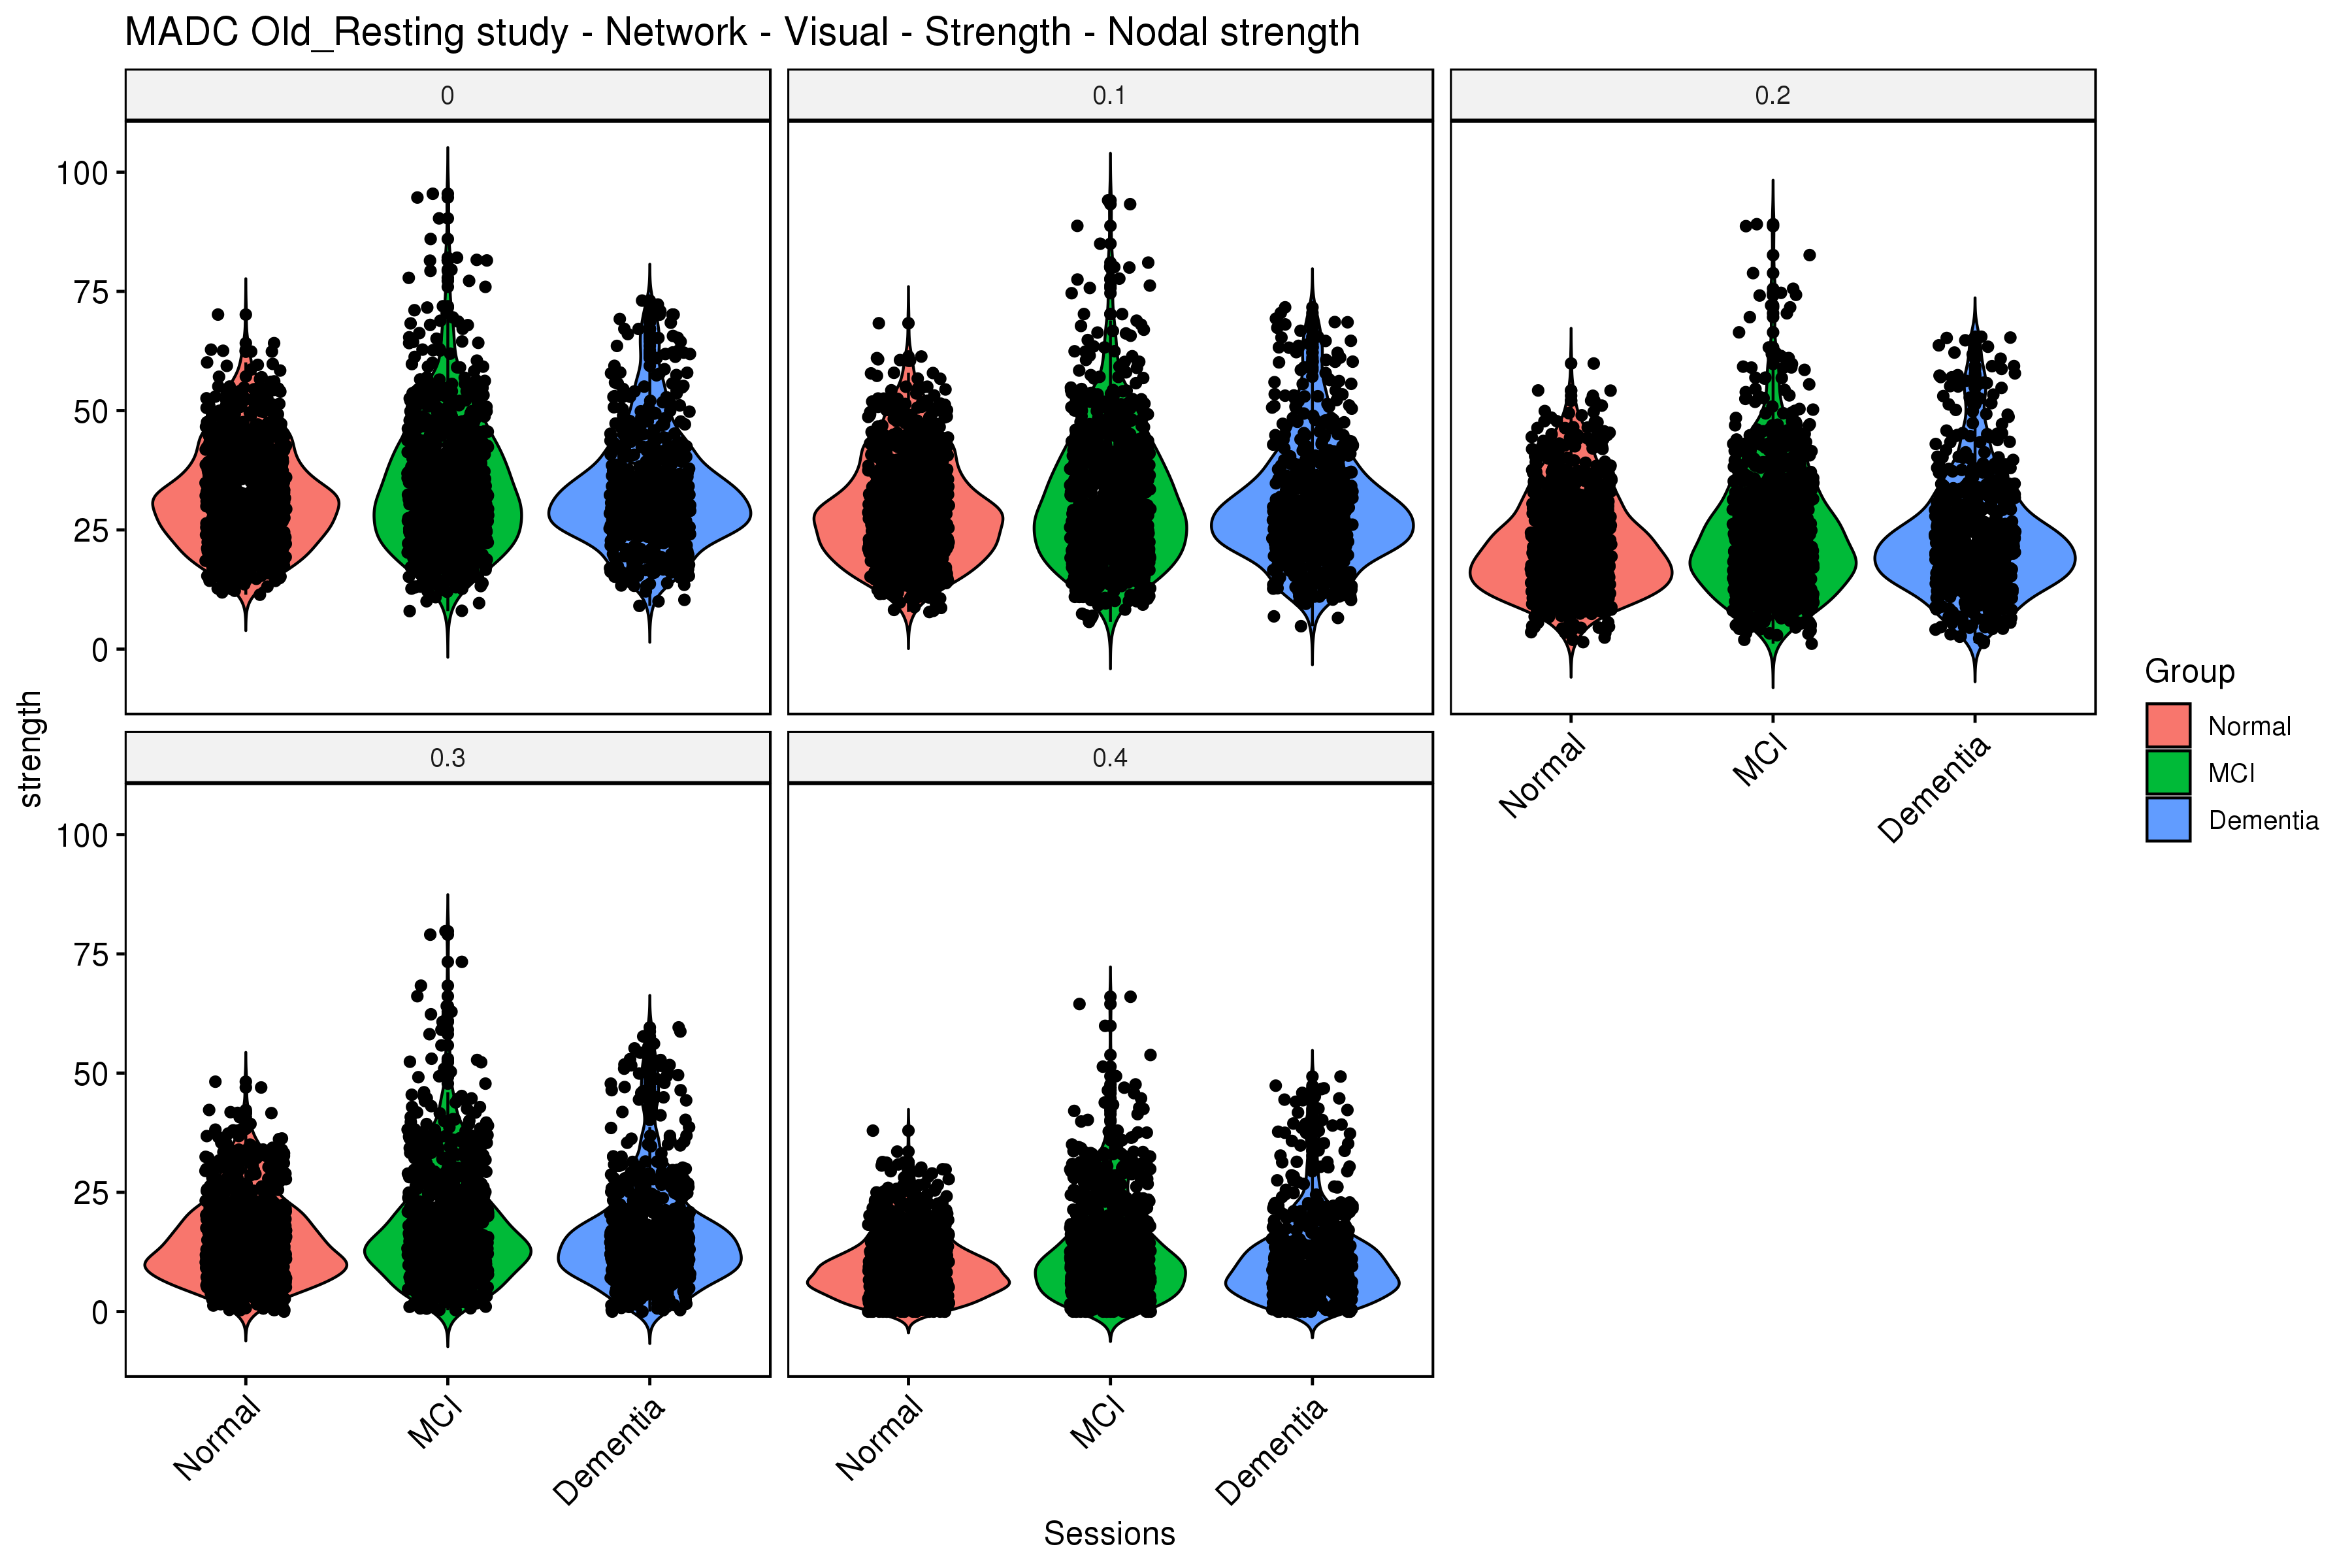 MADC Old_Resting study - Network - Visual - Strength - Nodal strength
0
0.1
0.2
100
75
50
25
0
strength
Normal
MCI
Dementia
Group
Normal
MCI
Dementia
0.3
0.4
100
75
50
25
0
Normal
MCI
Dementia
Normal
MCI
Dementia
Sessions